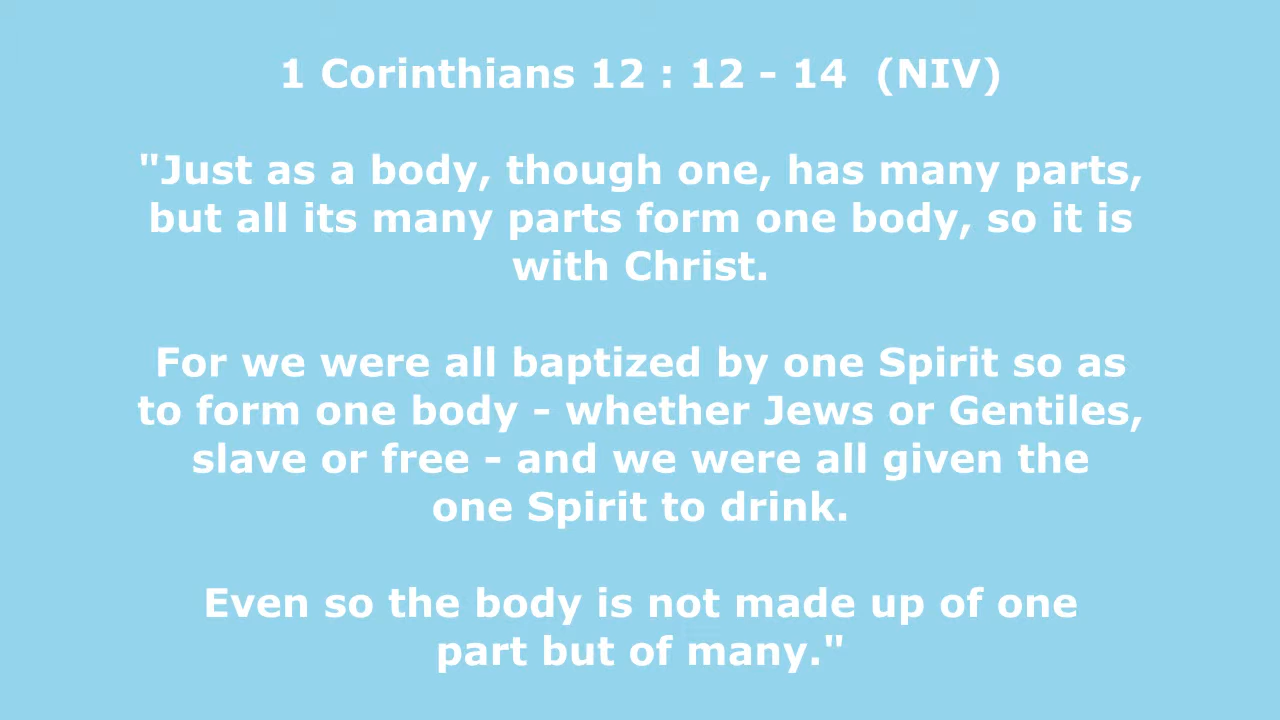 1 Corinthians 12 : 12 - 14  (NIV)
"Just as a body, though one, has many parts,
but all its many parts form one body, so it is
with Christ.
For we were all baptized by one Spirit so as
to form one body - whether Jews or Gentiles,
slave or free - and we were all given the
one Spirit to drink.
Even so the body is not made up of one
part but of many."